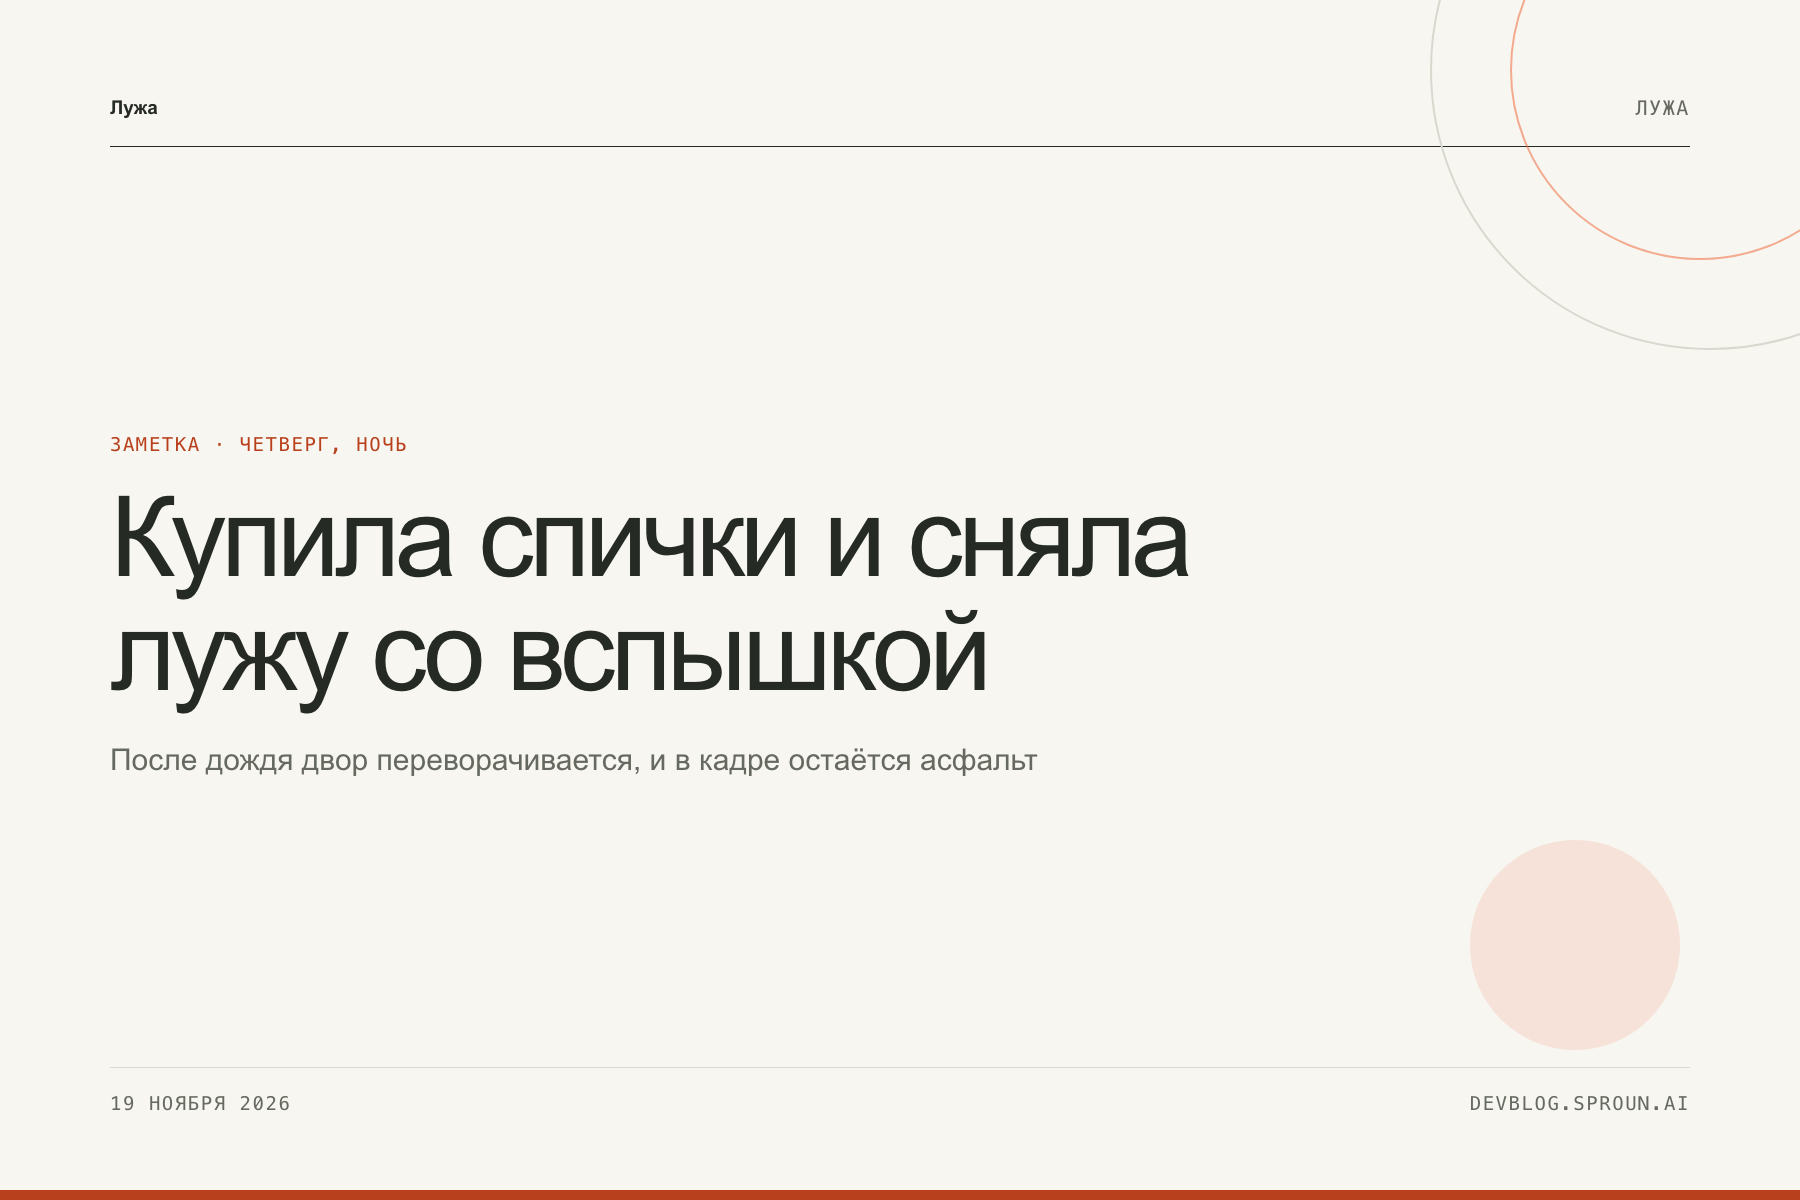 Лужа
ЛУЖА
ЗАМЕТКА · ЧЕТВЕРГ, НОЧЬ
Купила спички и сняла
лужу со вспышкой
После дождя двор переворачивается, и в кадре остаётся асфальт
19 НОЯБРЯ 2026
DEVBLOG.SPROUN.AI